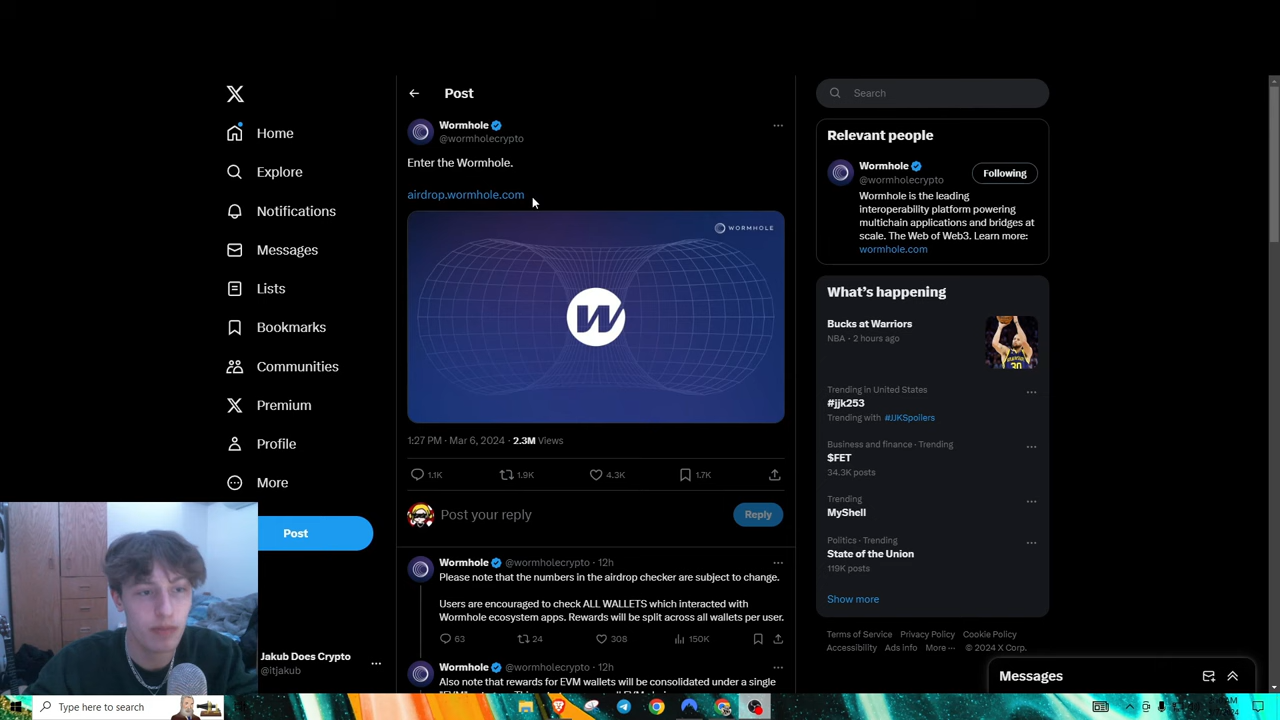 Post
Wormhole
@wormholecrypto
Enter the Wormhole.
airdrop.wormhole.com
WORMHOLE
W
1:27 PM · Mar 6, 2024 · 2.3M Views
1.1K
1.9K
4.3K
1.7K
Post your reply
Reply
Wormhole @wormholecrypto · 12h
Please note that the numbers in the airdrop checker are subject to change.
Users are encouraged to check ALL WALLETS which interacted with
Wormhole ecosystem apps. Rewards will be split across all wallets per user.
63
24
308
150K
Wormhole @wormholecrypto · 12h
Also note that rewards for EVM wallets will be consolidated under a single
Home
Explore
Notifications
Messages
Lists
Bookmarks
Communities
Premium
Profile
More
Post
Jakub Does Crypto
@itjakub
Search
Relevant people
Wormhole
@wormholecrypto
Following
Wormhole is the leading
interoperability platform powering
multichain applications and bridges at
scale. The Web of Web3. Learn more:
wormhole.com
What's happening
Bucks at Warriors
NBA · 2 hours ago
Trending in United States
#jjk253
Trending with #JJKSpoilers
Business and finance · Trending
$FET
34.3K posts
Trending
MyShell
Politics · Trending
State of the Union
119K posts
Show more
Terms of Service Privacy Policy Cookie Policy
Accessibility Ads info More ··· © 2024 X Corp.
Messages
Type here to search